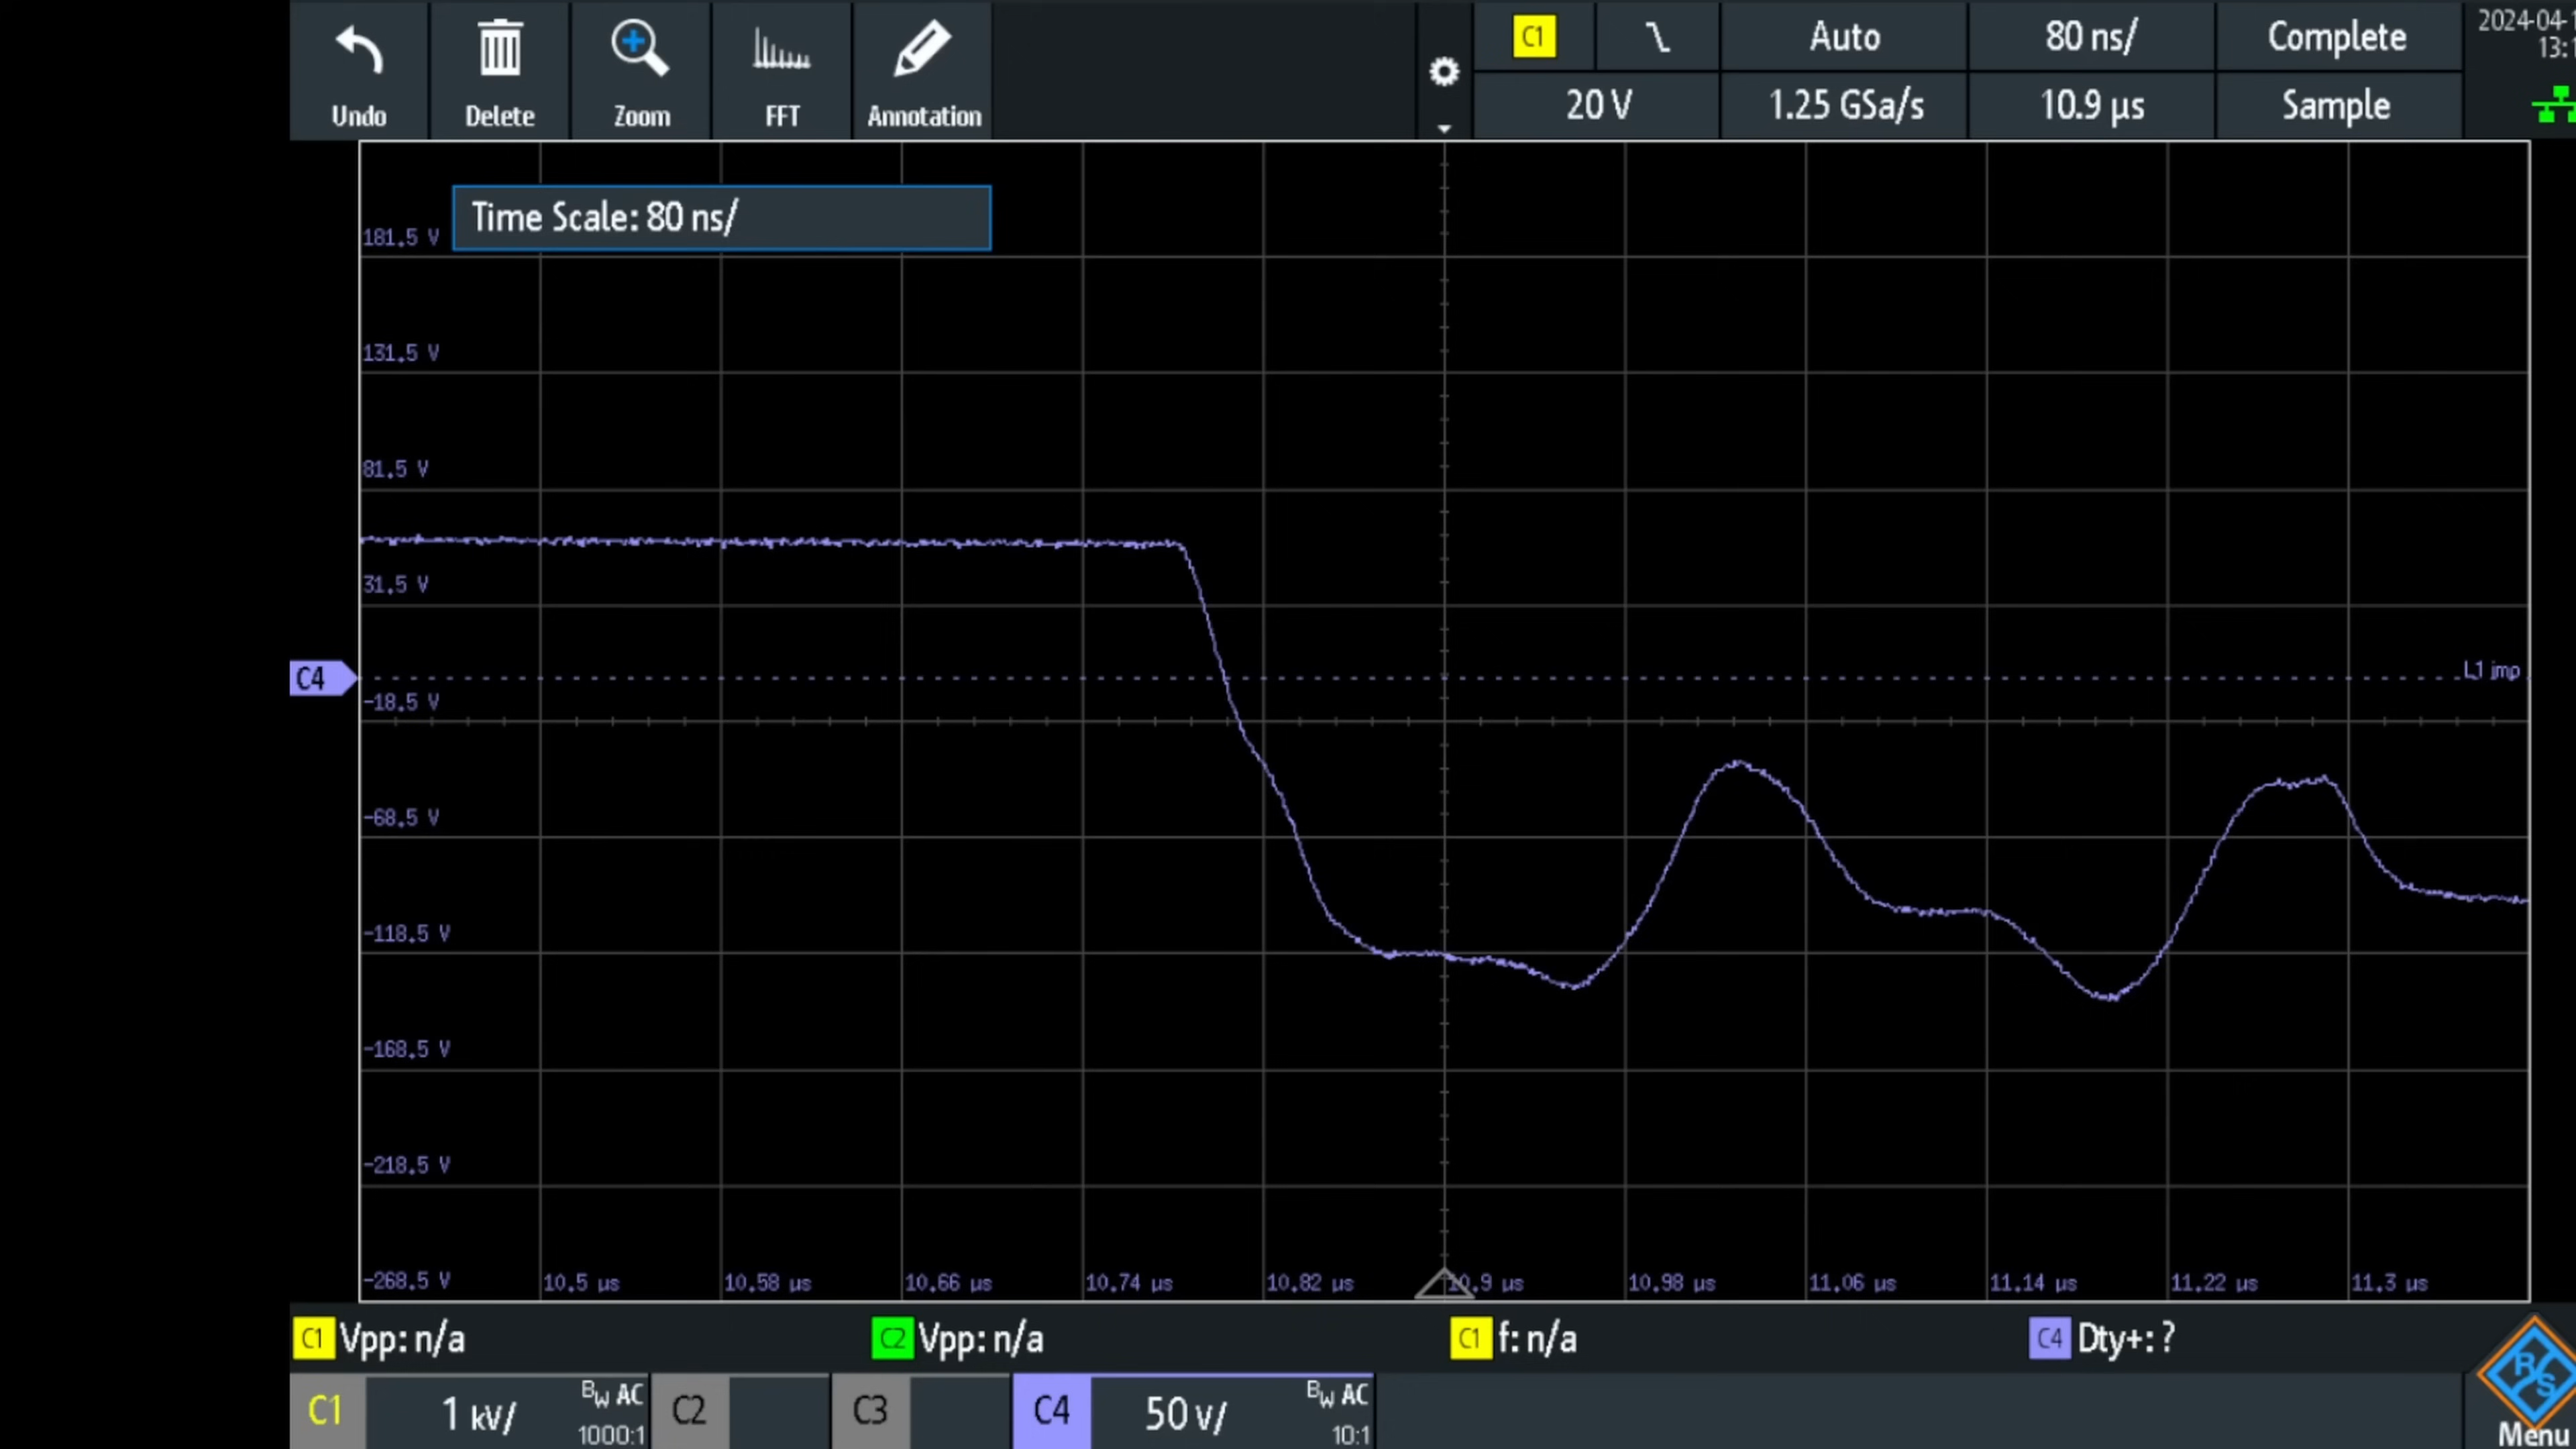 Undo
Delete
Zoom
FFT
Annotation
C1
Auto
80 ns/
Complete
20 V
1.25 GSa/s
10.9 µs
Sample
2024-04-
13:
Time Scale: 80 ns/
181.5 V
131.5 V
81.5 V
31.5 V
C4
L1 jmp
-18.5 V
-68.5 V
-118.5 V
-168.5 V
-218.5 V
-268.5 V
10.5 µs
10.58 µs
10.66 µs
10.74 µs
10.82 µs
10.9 µs
10.98 µs
11.06 µs
11.14 µs
11.22 µs
11.3 µs
C1 Vpp: n/a
C2 Vpp: n/a
C1 f: n/a
C4 Dty+: ?
C1
1 kV/
BW AC
1000:1
C2
C3
C4
50 V/
BW AC
10:1
R S
Menu